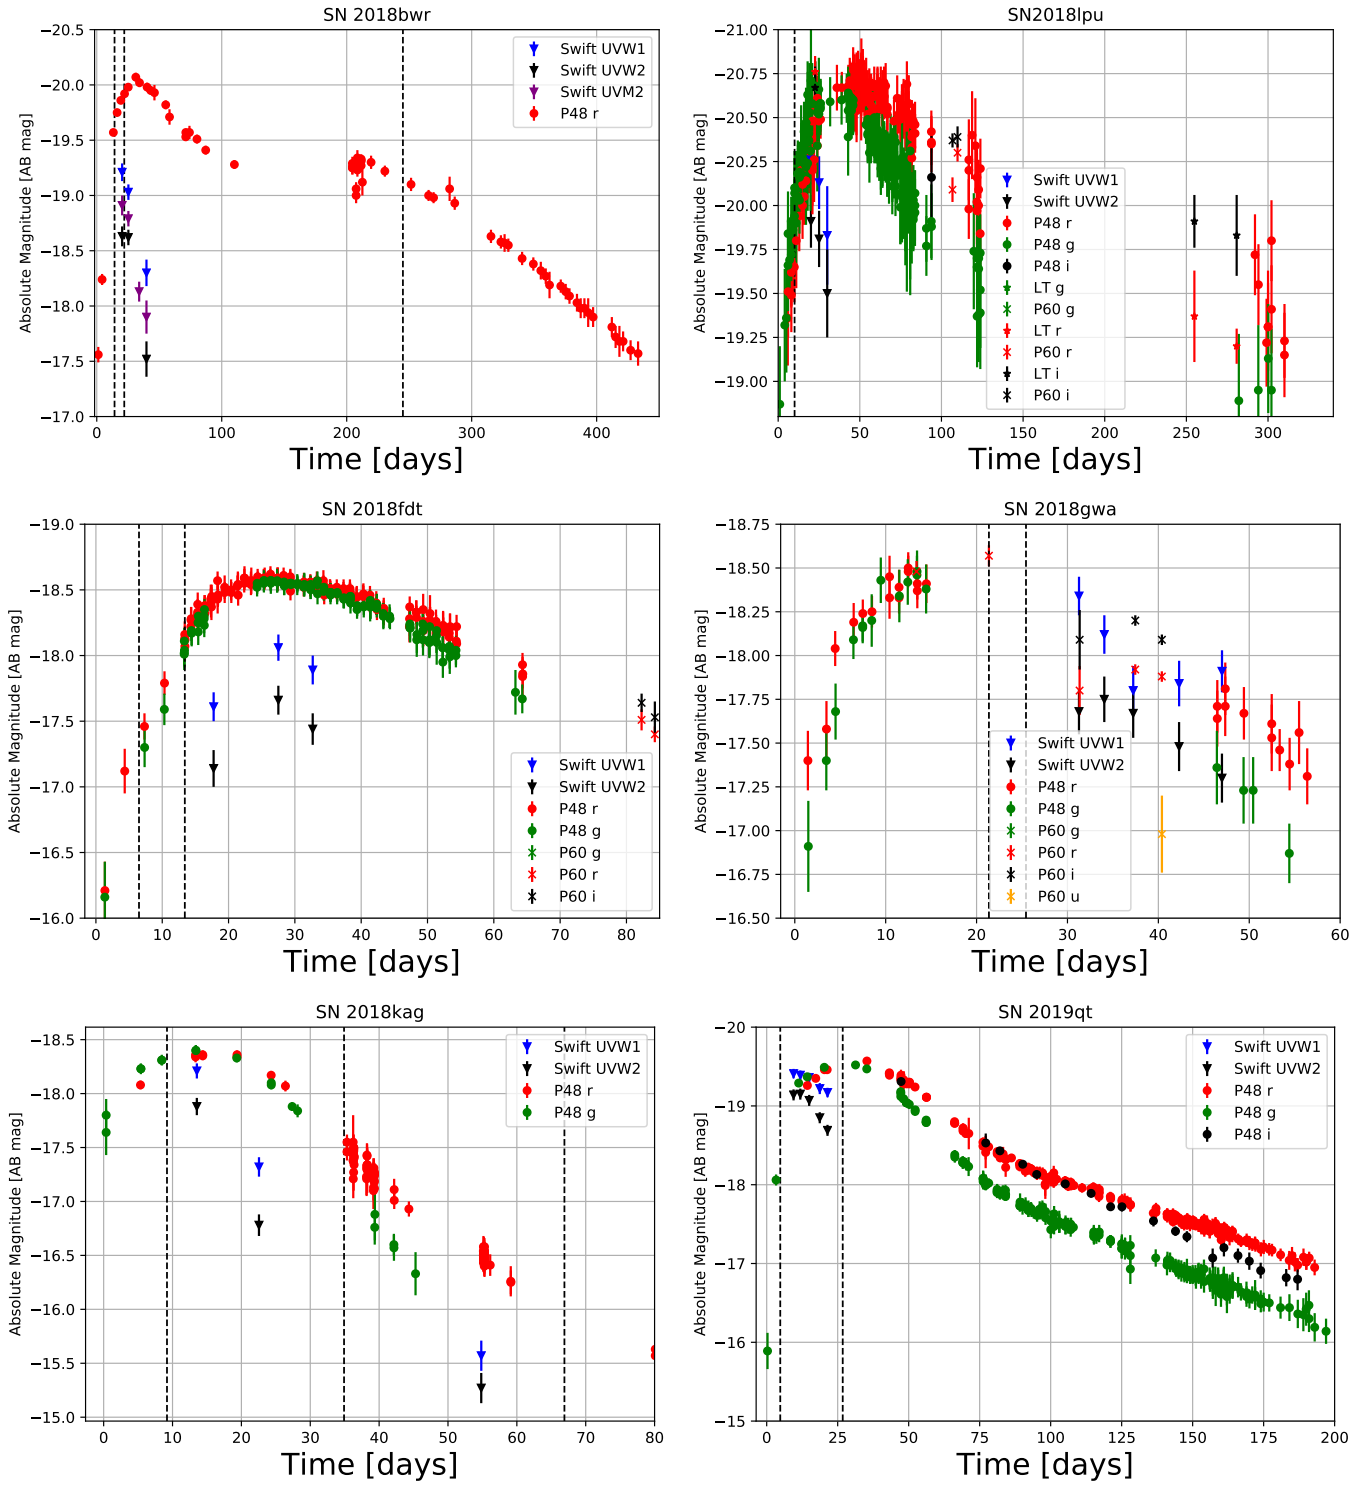 SN 2018bwr
Absolute Magnitude [AB mag]
−20.5
−20.0
−19.5
−19.0
−18.5
−18.0
−17.5
−17.0
Swift UVW1
Swift UVW2
Swift UVM2
P48 r
0
100
200
300
400
Time [days]
SN2018lpu
Absolute Magnitude [AB mag]
−21.00
−20.75
−20.50
−20.25
−20.00
−19.75
−19.50
−19.25
−19.00
Swift UVW1
Swift UVW2
P48 r
P48 g
P48 i
LT g
P60 g
LT r
P60 r
LT i
P60 i
0
50
100
150
200
250
300
Time [days]
SN 2018fdt
Absolute Magnitude [AB mag]
−19.0
−18.5
−18.0
−17.5
−17.0
−16.5
−16.0
Swift UVW1
Swift UVW2
P48 r
P48 g
P60 g
P60 r
P60 i
0
10
20
30
40
50
60
70
80
Time [days]
SN 2018gwa
Absolute Magnitude [AB mag]
−18.75
−18.50
−18.25
−18.00
−17.75
−17.50
−17.25
−17.00
−16.75
−16.50
Swift UVW1
Swift UVW2
P48 r
P48 g
P60 g
P60 r
P60 i
P60 u
0
10
20
30
40
50
60
Time [days]
SN 2018kag
Absolute Magnitude [AB mag]
−18.5
−18.0
−17.5
−17.0
−16.5
−16.0
−15.5
−15.0
Swift UVW1
Swift UVW2
P48 r
P48 g
0
10
20
30
40
50
60
70
80
Time [days]
SN 2019qt
Absolute Magnitude [AB mag]
−20
−19
−18
−17
−16
−15
Swift UVW1
Swift UVW2
P48 r
P48 g
P48 i
0
25
50
75
100
125
150
175
200
Time [days]